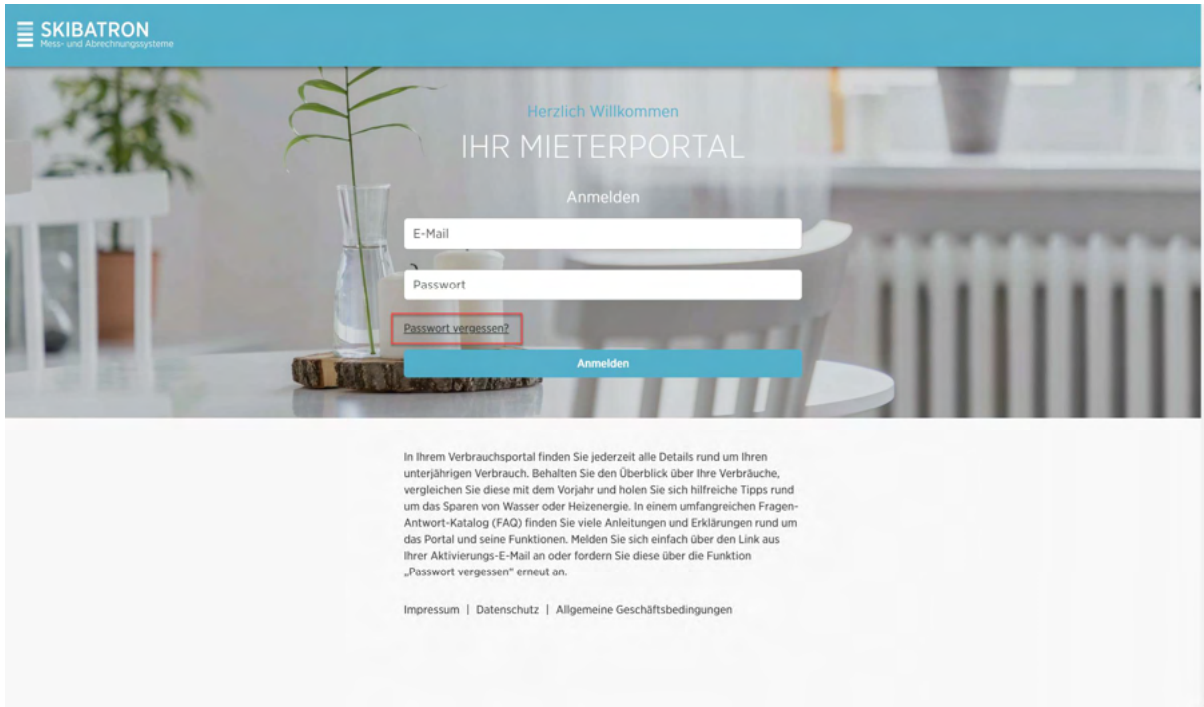 SKIBATRON
Mess- und Abrechnungssysteme
Herzlich Willkommen
IHR MIETERPORTAL
Anmelden
E-Mail
Passwort
Passwort vergessen?
Anmelden
In Ihrem Verbrauchsportal finden Sie jederzeit alle Details rund um Ihren
unterjährigen Verbrauch. Behalten Sie den Überblick über Ihre Verbräuche,
vergleichen Sie diese mit dem Vorjahr und holen Sie sich hilfreiche Tipps rund
um das Sparen von Wasser oder Heizenergie. In einem umfangreichen Fragen-
Antwort-Katalog (FAQ) finden Sie viele Anleitungen und Erklärungen rund um
das Portal und seine Funktionen. Melden Sie sich einfach über den Link aus
Ihrer Aktivierungs-E-Mail an oder fordern Sie diese über die Funktion
„Passwort vergessen“ erneut an.
Impressum | Datenschutz | Allgemeine Geschäftsbedingungen